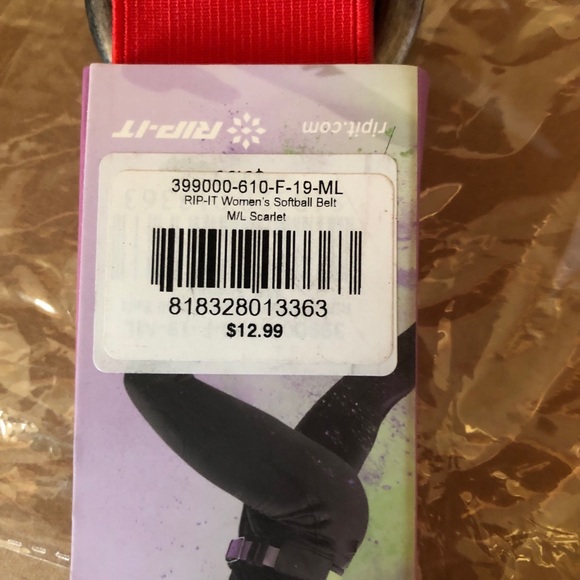 RIP-IT
ripit.com
399000-610-F-19-ML
RIP-IT Women's Softball Belt
M/L Scarlet
818328013363
$12.99